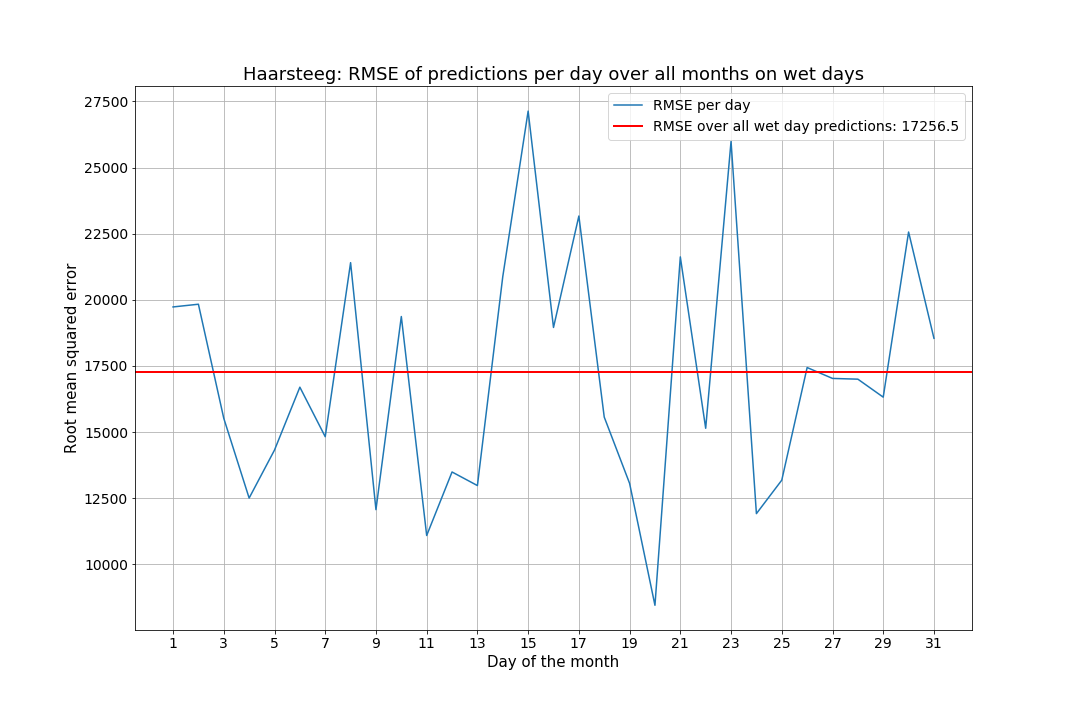 Haarsteeg: RMSE of predictions per day over all months on wet days
RMSE per day
RMSE over all wet day predictions: 17256.5
Root mean squared error
27500
25000
22500
20000
17500
15000
12500
10000
1 3 5 7 9 11 13 15 17 19 21 23 25 27 29 31
Day of the month